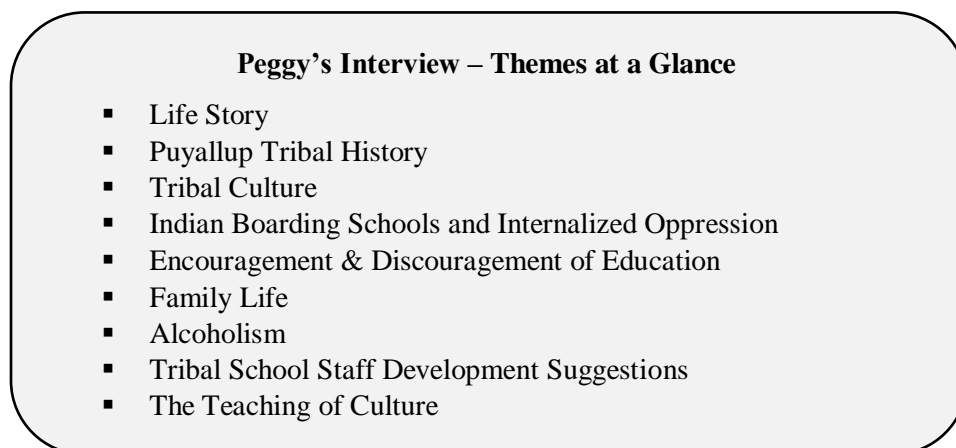 Peggy’s Interview – Themes at a Glance
▪ Life Story
▪ Puyallup Tribal History
▪ Tribal Culture
▪ Indian Boarding Schools and Internalized Oppression
▪ Encouragement & Discouragement of Education
▪ Family Life
▪ Alcoholism
▪ Tribal School Staff Development Suggestions
▪ The Teaching of Culture